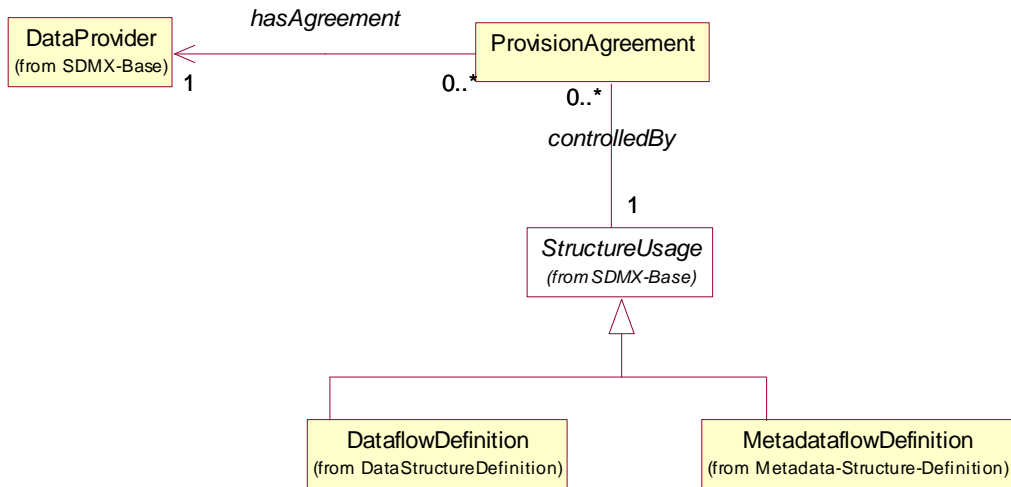 hasAgreement
DataProvider
(from SDMX-Base)
1
0..*
ProvisionAgreement
0..*
controlledBy
1
StructureUsage
(from SDMX-Base)
DataflowDefinition
(from DataStructureDefinition)
MetadataflowDefinition
(from Metadata-Structure-Definition)